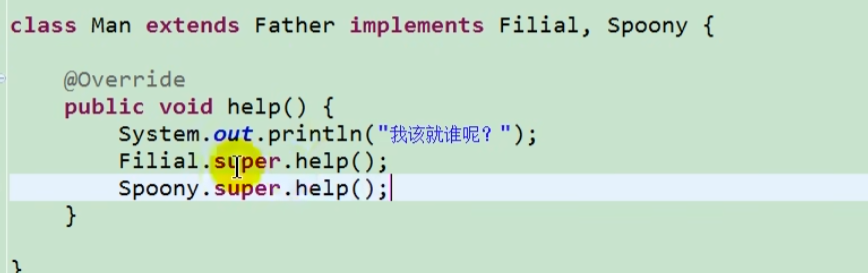 class Man extends Father implements Filial, Spoony {
@Override
public void help() {
System.out.println("我该就谁呢？");
Filial.super.help();
Spoony.super.help();
}
}